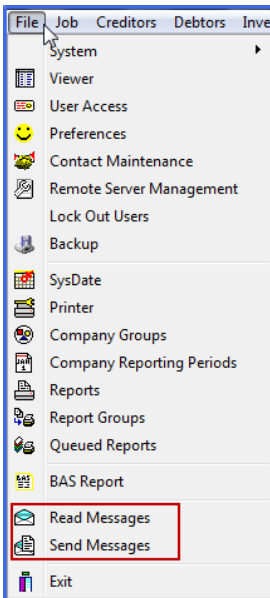 File Job Creditors Debtors Inve
System
Viewer
User Access
Preferences
Contact Maintenance
Remote Server Management
Lock Out Users
Backup
SysDate
Printer
Company Groups
Company Reporting Periods
Reports
Report Groups
Queued Reports
BAS Report
Read Messages
Send Messages
Exit